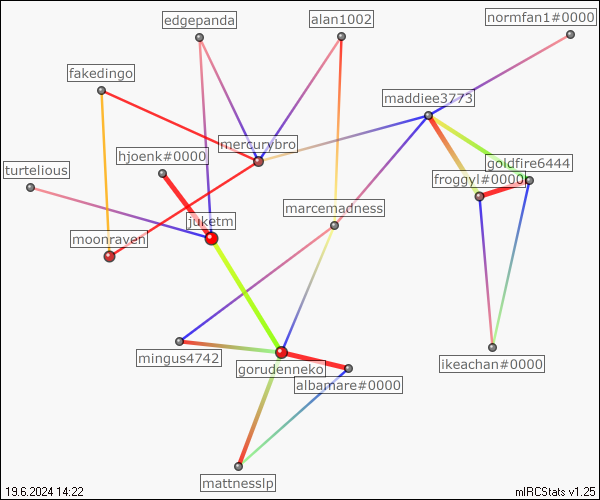 edgepanda
alan1002
normfan1#0000
fakedingo
maddiee3773
mercurybro
hjoenk#0000
goldfire6444
turtelious
froggyl#0000
marcemadness
juketm
moonraven
mingus4742
ikeachan#0000
gorudenneko
albamare#0000
mattnesslp
19.6.2024 14:22
mIRCStats v1.25